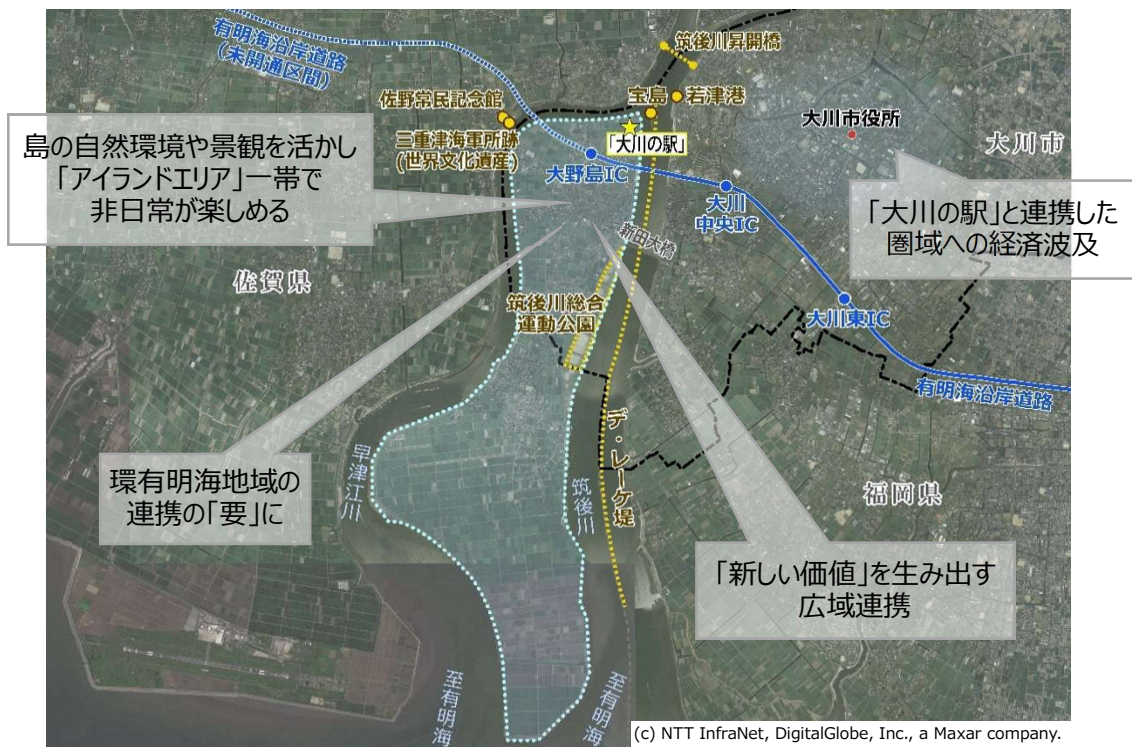 有明海沿岸道路
(未開通区間)
筑後川昇開橋
佐野常民記念館
宝島
若津港
三重津海軍所跡
(世界文化遺産)
「大川の駅」
大川市役所
大川市
島の自然環境や景観を活かし
「アイランドエリア」一帯で
非日常が楽しめる
大野島IC
大川
中央IC
「大川の駅」と連携した
圏域への経済波及
新田大橋
佐賀県
筑後川総合
運動公園
大川東IC
有明海沿岸道路
デ・レーケ堤
環有明海地域の
連携の「要」に
早津江川
筑後川
福岡県
「新しい価値」を生み出す
広域連携
至有明海
至有明海
(c) NTT InfraNet, DigitalGlobe, Inc., a Maxar company.